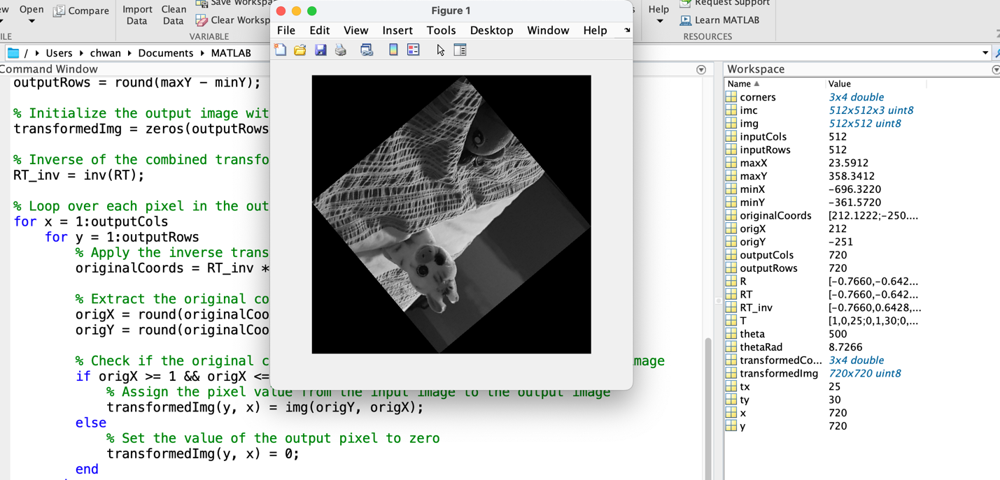 Open
Compare
Import Data
Clean Data
Save Workspa
Clear Worksp
VARIABLE
Figure 1
File Edit View Insert Tools Desktop Window Help
Help
Request Support
Learn MATLAB
RESOURCES
/ Users chwan Documents MATLAB
Command Window
outputRows = round(maxY - minY);
% Initialize the output image wit
transformedImg = zeros(outputRows
% Inverse of the combined transfo
RT_inv = inv(RT);
% Loop over each pixel in the out
for x = 1:outputCols
for y = 1:outputRows
% Apply the inverse trans
originalCoords = RT_inv *
% Extract the original co
origX = round(originalCoo
origY = round(originalCoo
% Check if the original c mage
if origX >= 1 && origX <=
% Assign the pixel value from the input image to the output image
transformedImg(y, x) = img(origY, origX);
else
% Set the value of the output pixel to zero
transformedImg(y, x) = 0;
end
Workspace
Name Value
corners 3x4 double
imc 512x512x3 uint8
img 512x512 uint8
inputCols 512
inputRows 512
maxX 23.5912
maxY 358.3412
minX -696.3220
minY -361.5720
originalCoords [212.1222;-250....
origX 212
origY -251
outputCols 720
outputRows 720
R [-0.7660,-0.642...
RT [-0.7660,-0.642...
RT_inv [-0.7660,0.6428,...
T [1,0,25;0,1,30;0,...
theta 500
thetaRad 8.7266
transformedCo... 3x4 double
transformedImg 720x720 uint8
tx 25
ty 30
x 720
y 720